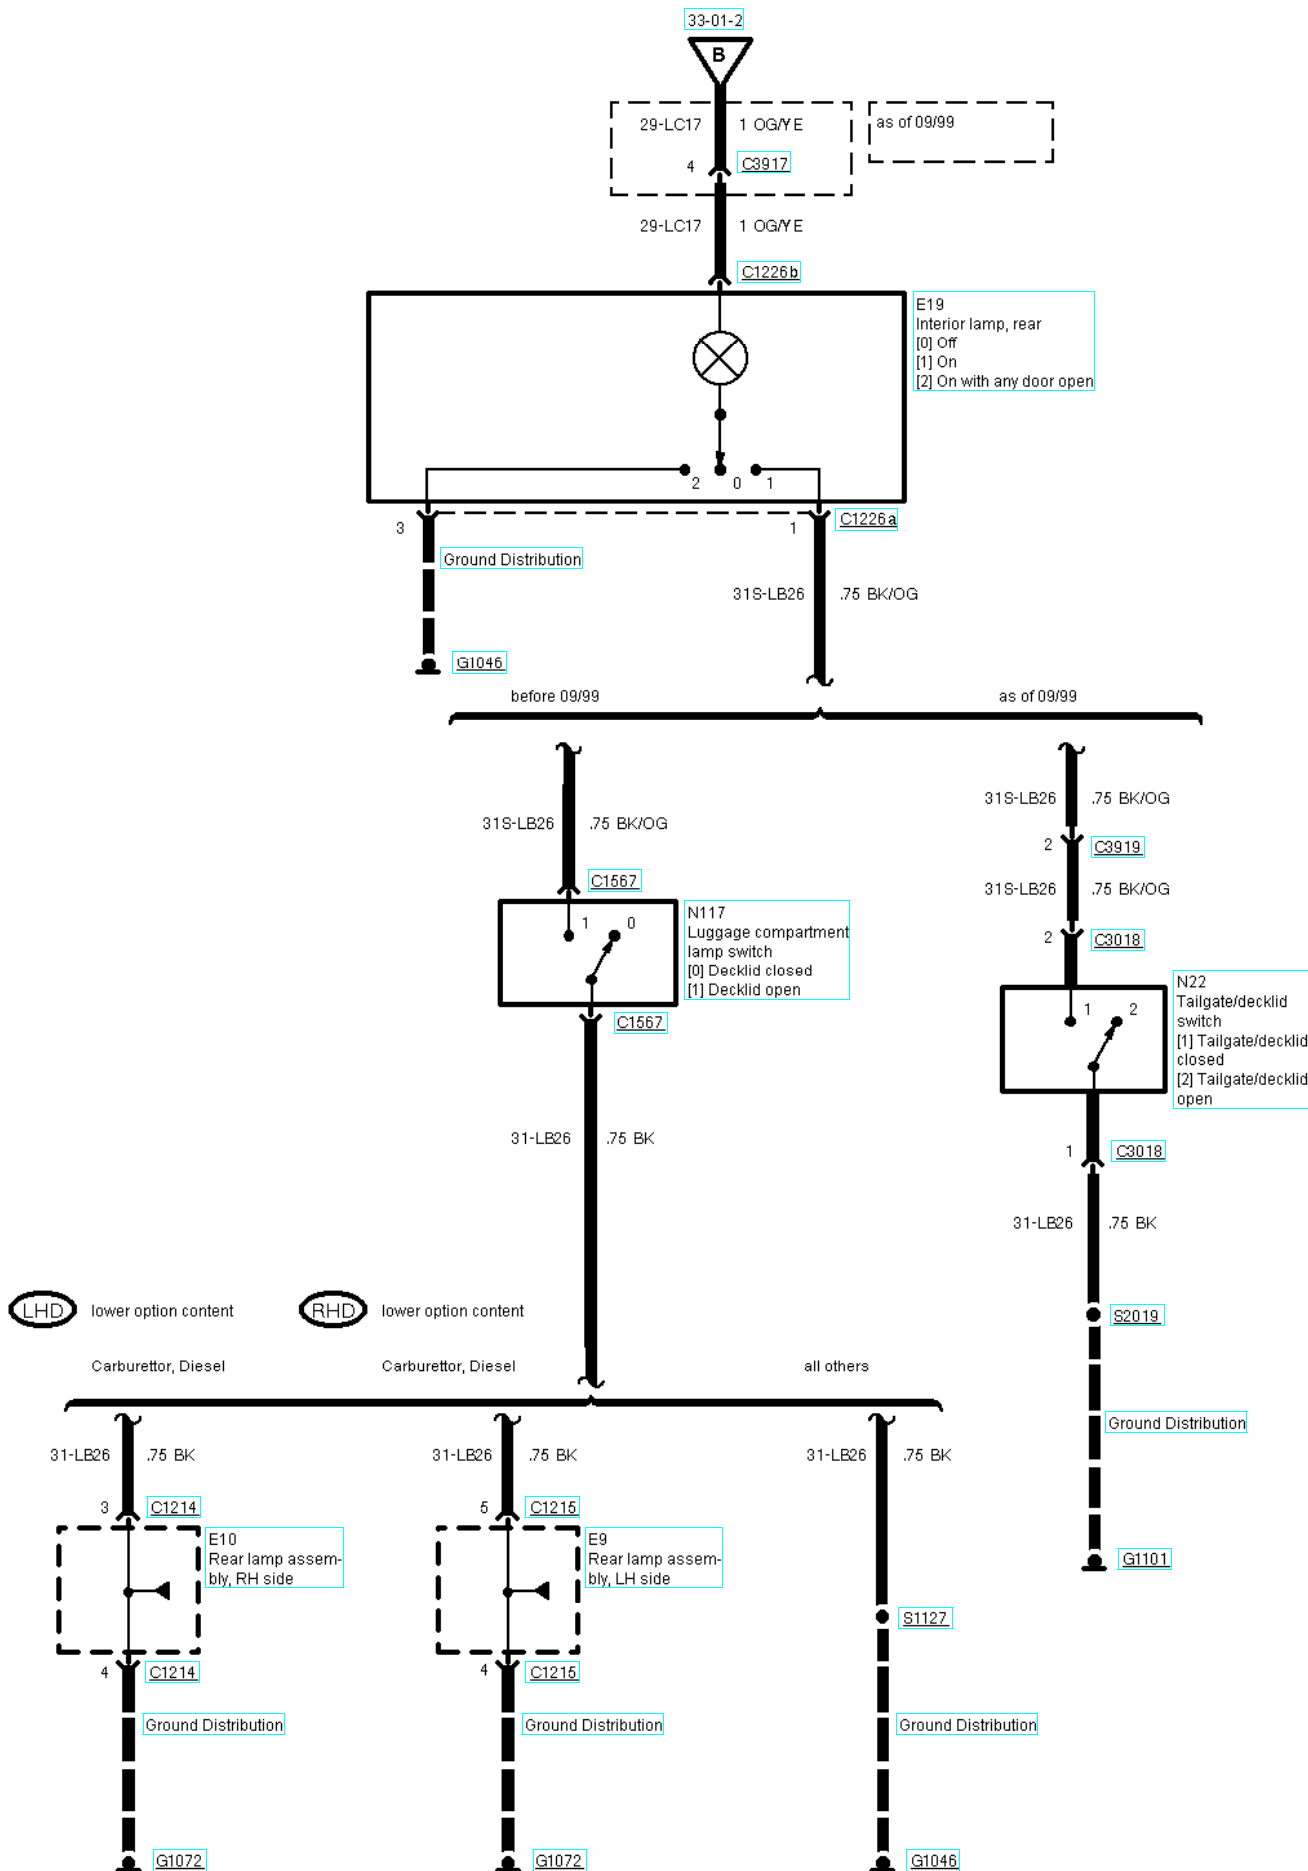 33-01-2
B
29-LC17 1 OG/YE
as of 09/99
4 C3917
29-LC17 1 OG/YE
C1226b
E19
Interior lamp, rear
[0] Off
[1] On
[2] On with any door open
2 0 1
3 1 C1226a
Ground Distribution
31S-LB26 .75 BK/OG
G1046
before 09/99 as of 09/99
31S-LB26 .75 BK/OG
2 C3919
31S-LB26 .75 BK/OG
C1567
31S-LB26 .75 BK/OG
1 0
N117
Luggage compartment
lamp switch
[0] Decklid closed
[1] Decklid open
C1567
2 C3018
1 2
N22
Tailgate/decklid
switch
[1] Tailgate/decklid
closed
[2] Tailgate/decklid
open
1 C3018
31-LB26 .75 BK
31-LB26 .75 BK
S2019
Ground Distribution
G1101
LHD lower option content
RHD lower option content
Carburettor, Diesel Carburettor, Diesel all others
31-LB26 .75 BK 31-LB26 .75 BK 31-LB26 .75 BK
3 C1214 5 C1215
E10
Rear lamp assem-
bly, RH side
E9
Rear lamp assem-
bly, LH side
S1127
4 C1214 4 C1215
Ground Distribution Ground Distribution Ground Distribution
G1072 G1072 G1046